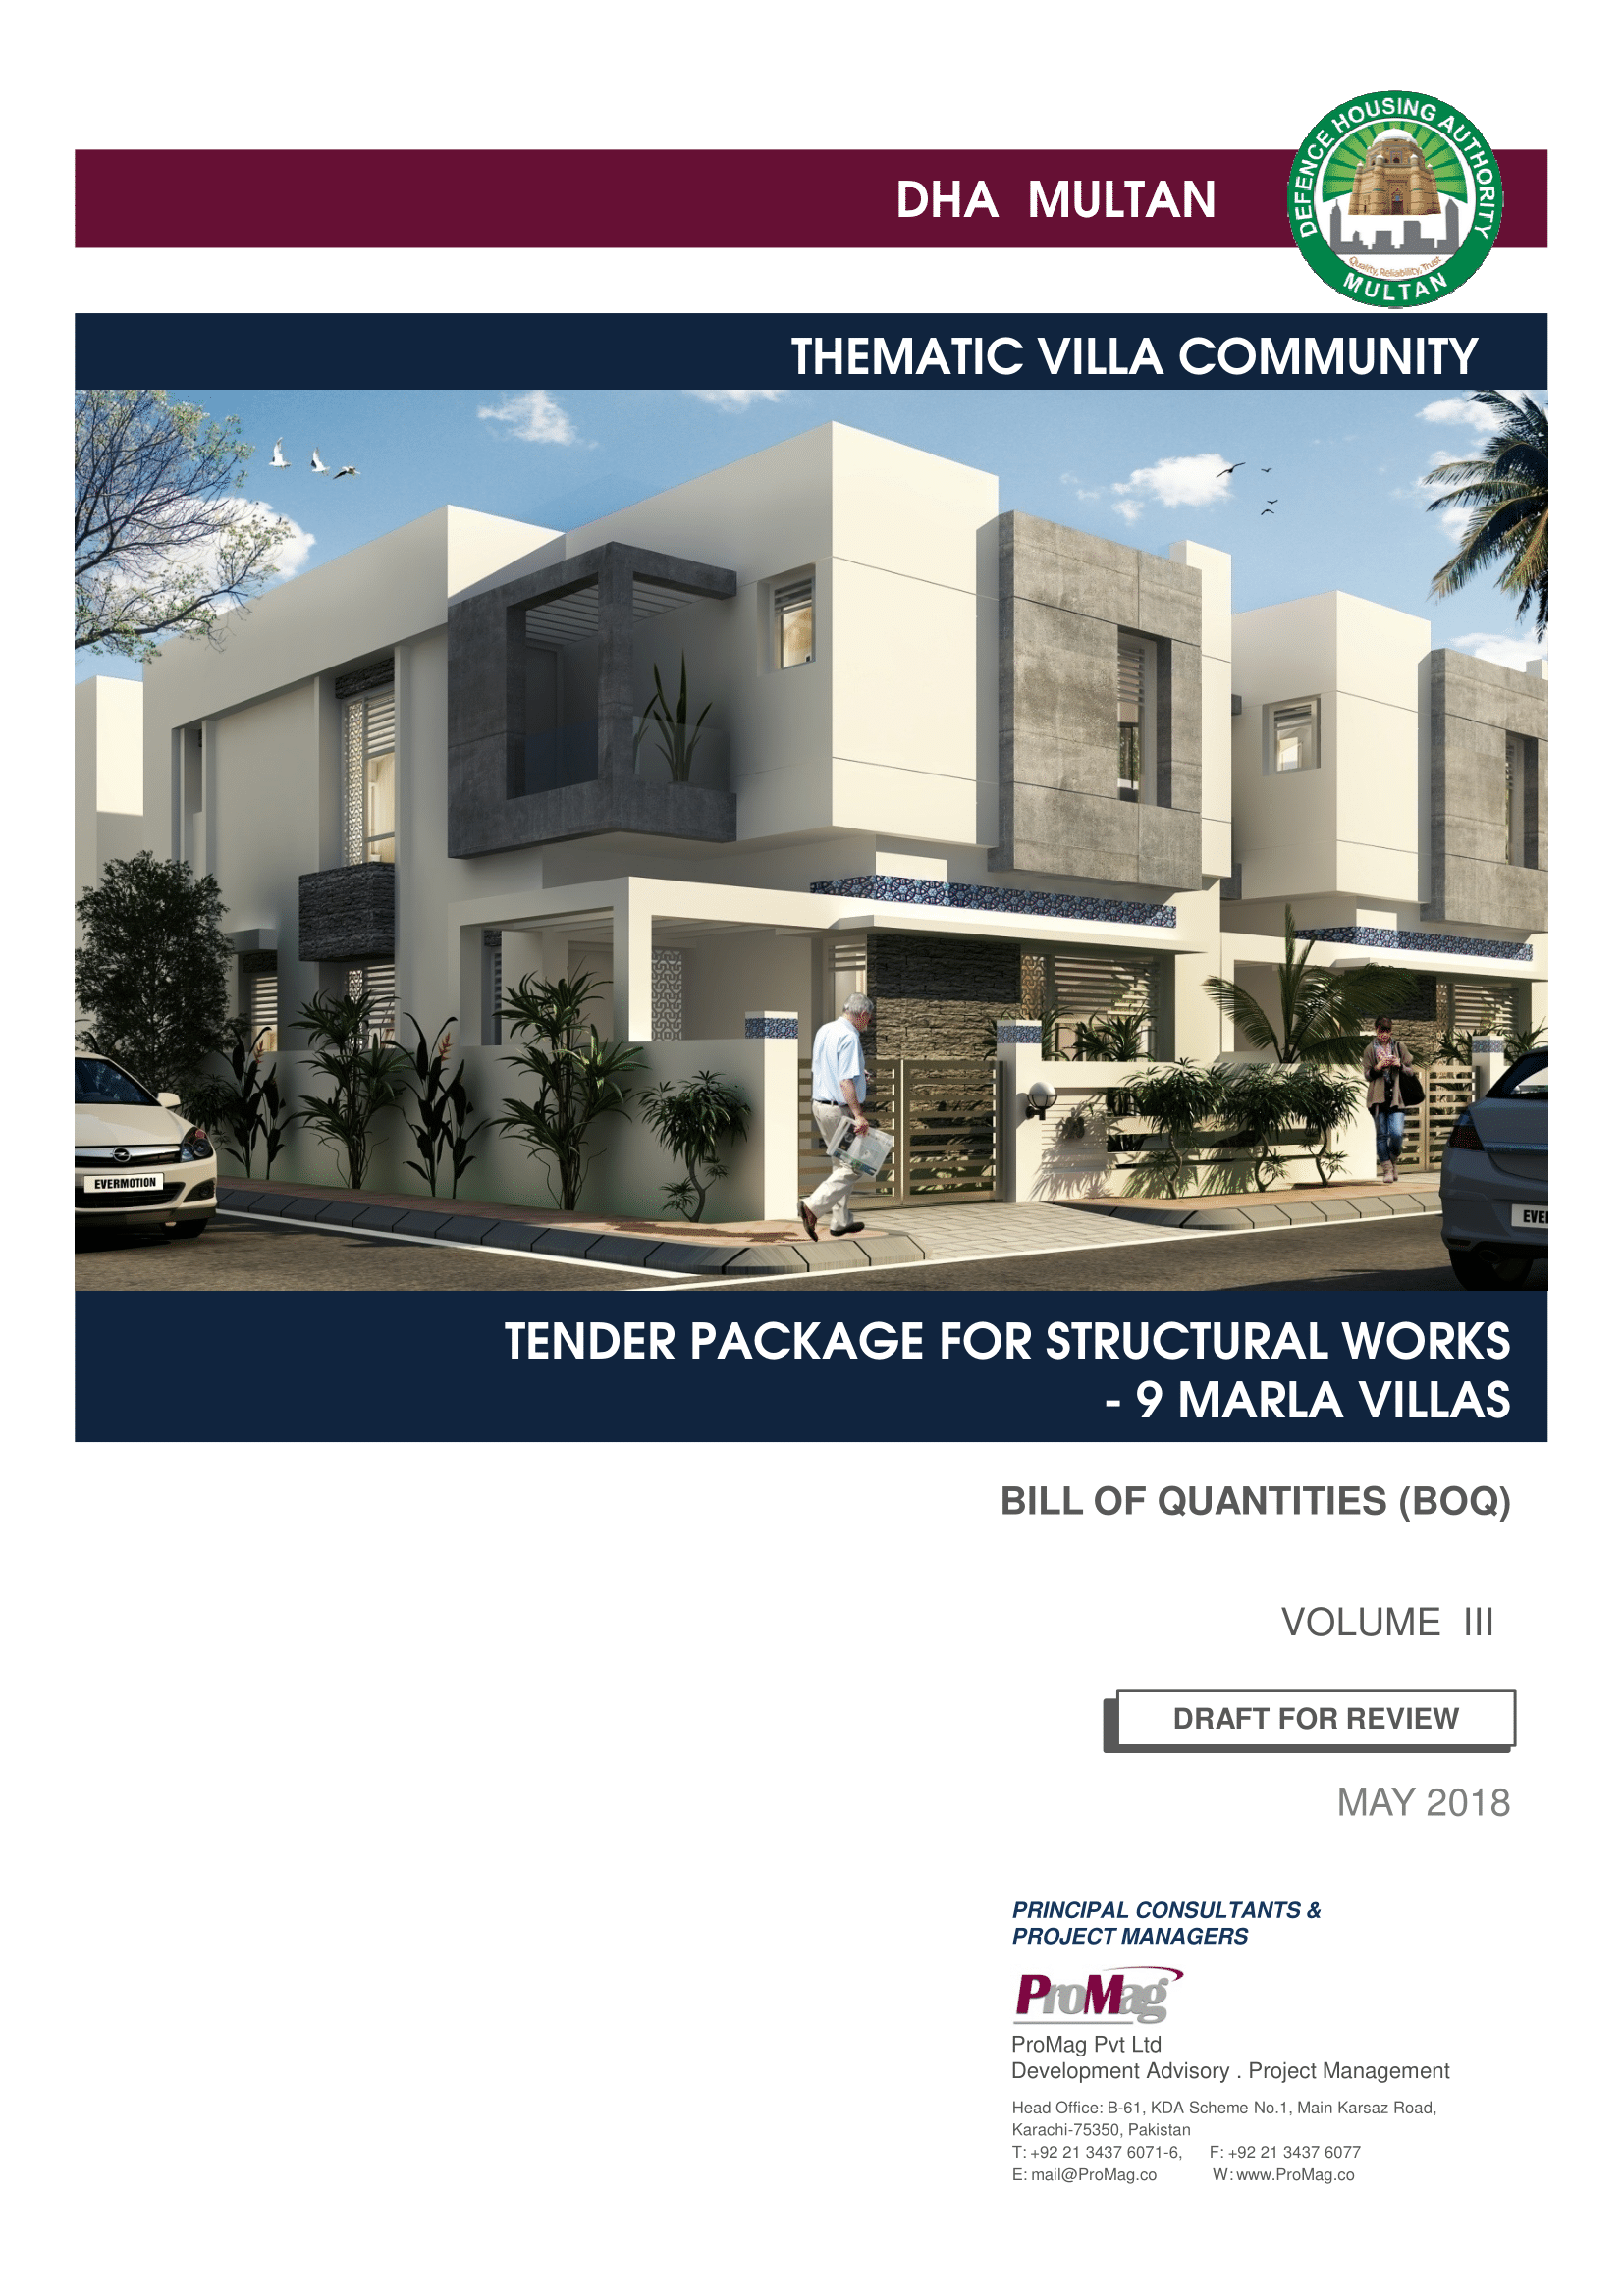 DHA MULTAN
DEFENCE HOUSING AUTHORITY
Quality, Reliability, Trust
MULTAN
THEMATIC VILLA COMMUNITY
EVERMOTION
EVE
TENDER PACKAGE FOR STRUCTURAL WORKS
- 9 MARLA VILLAS
BILL OF QUANTITIES (BOQ)
VOLUME III
DRAFT FOR REVIEW
MAY 2018
PRINCIPAL CONSULTANTS &
PROJECT MANAGERS
ProMag
ProMag Pvt Ltd
Development Advisory . Project Management
Head Office: B-61, KDA Scheme No.1, Main Karsaz Road,
Karachi-75350, Pakistan
T: +92 21 3437 6071-6, F: +92 21 3437 6077
E: mail@ProMag.co W: www.ProMag.co